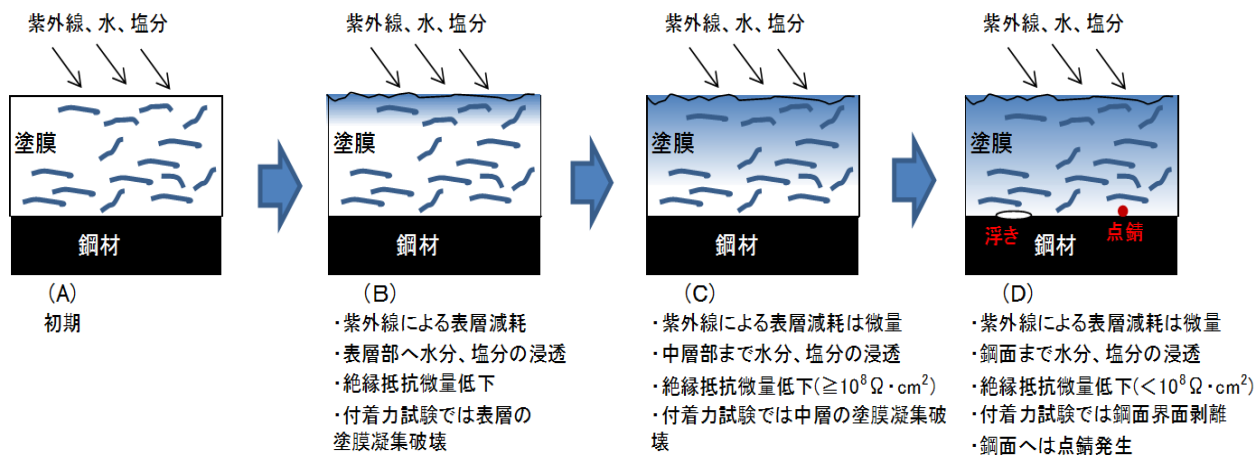 紫外線、水、塩分
紫外線、水、塩分
紫外線、水、塩分
紫外線、水、塩分
塗膜
塗膜
塗膜
塗膜
鋼材
鋼材
鋼材
浮き
鋼材
点錆
(A)
初期
(B)
・紫外線による表層減耗
・表層部へ水分、塩分の浸透
・絶縁抵抗微量低下
・付着力試験では表層の
塗膜凝集破壊
(C)
・紫外線による表層減耗は微量
・中層部まで水分、塩分の浸透
・絶縁抵抗微量低下(≧10⁸Ω・cm²)
・付着力試験では中層の塗膜凝集破
壊
(D)
・紫外線による表層減耗は微量
・鋼面まで水分、塩分の浸透
・絶縁抵抗微量低下(<10⁸Ω・cm²)
・付着力試験では鋼面界面剥離
・鋼面へは点錆発生